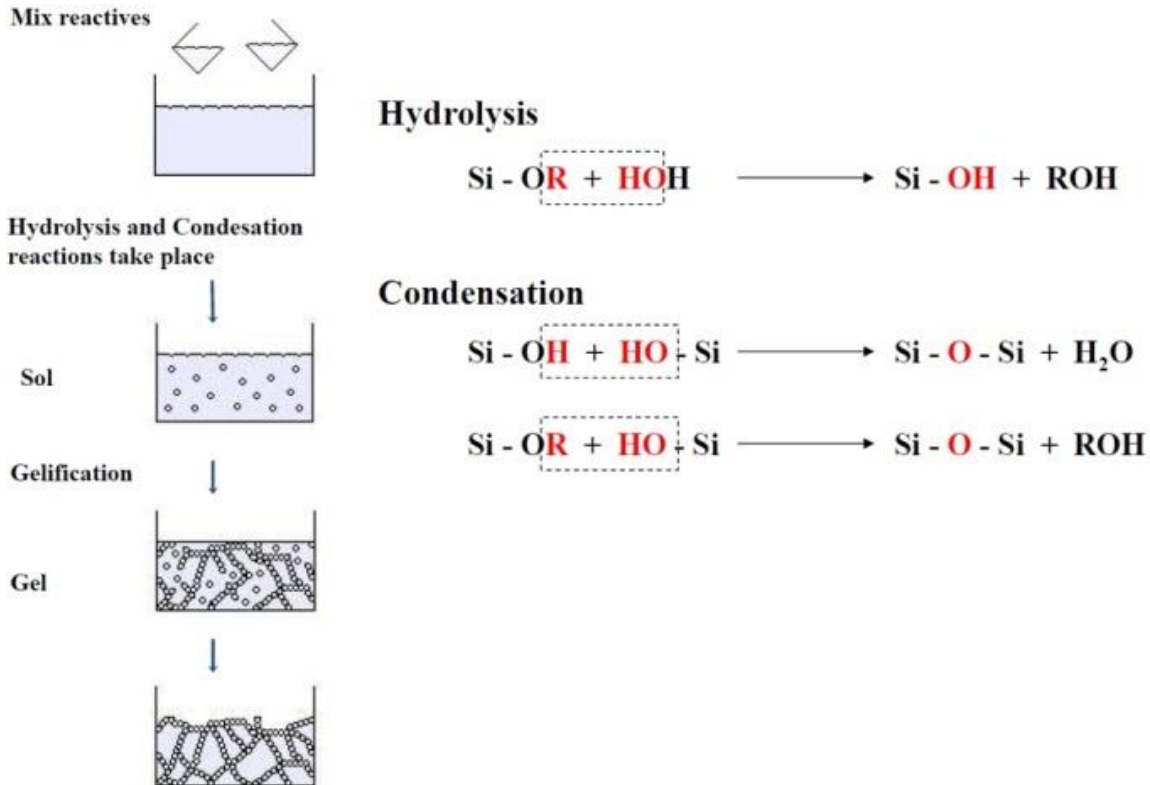 Mix reactives
Hydrolysis and Condesation
reactions take place
Sol
Gelification
Gel
Hydrolysis
Si - OR + HOH Si - OH + ROH
Condensation
Si - OH + HO - Si Si - O - Si + H₂O
Si - OR + HO - Si Si - O - Si + ROH